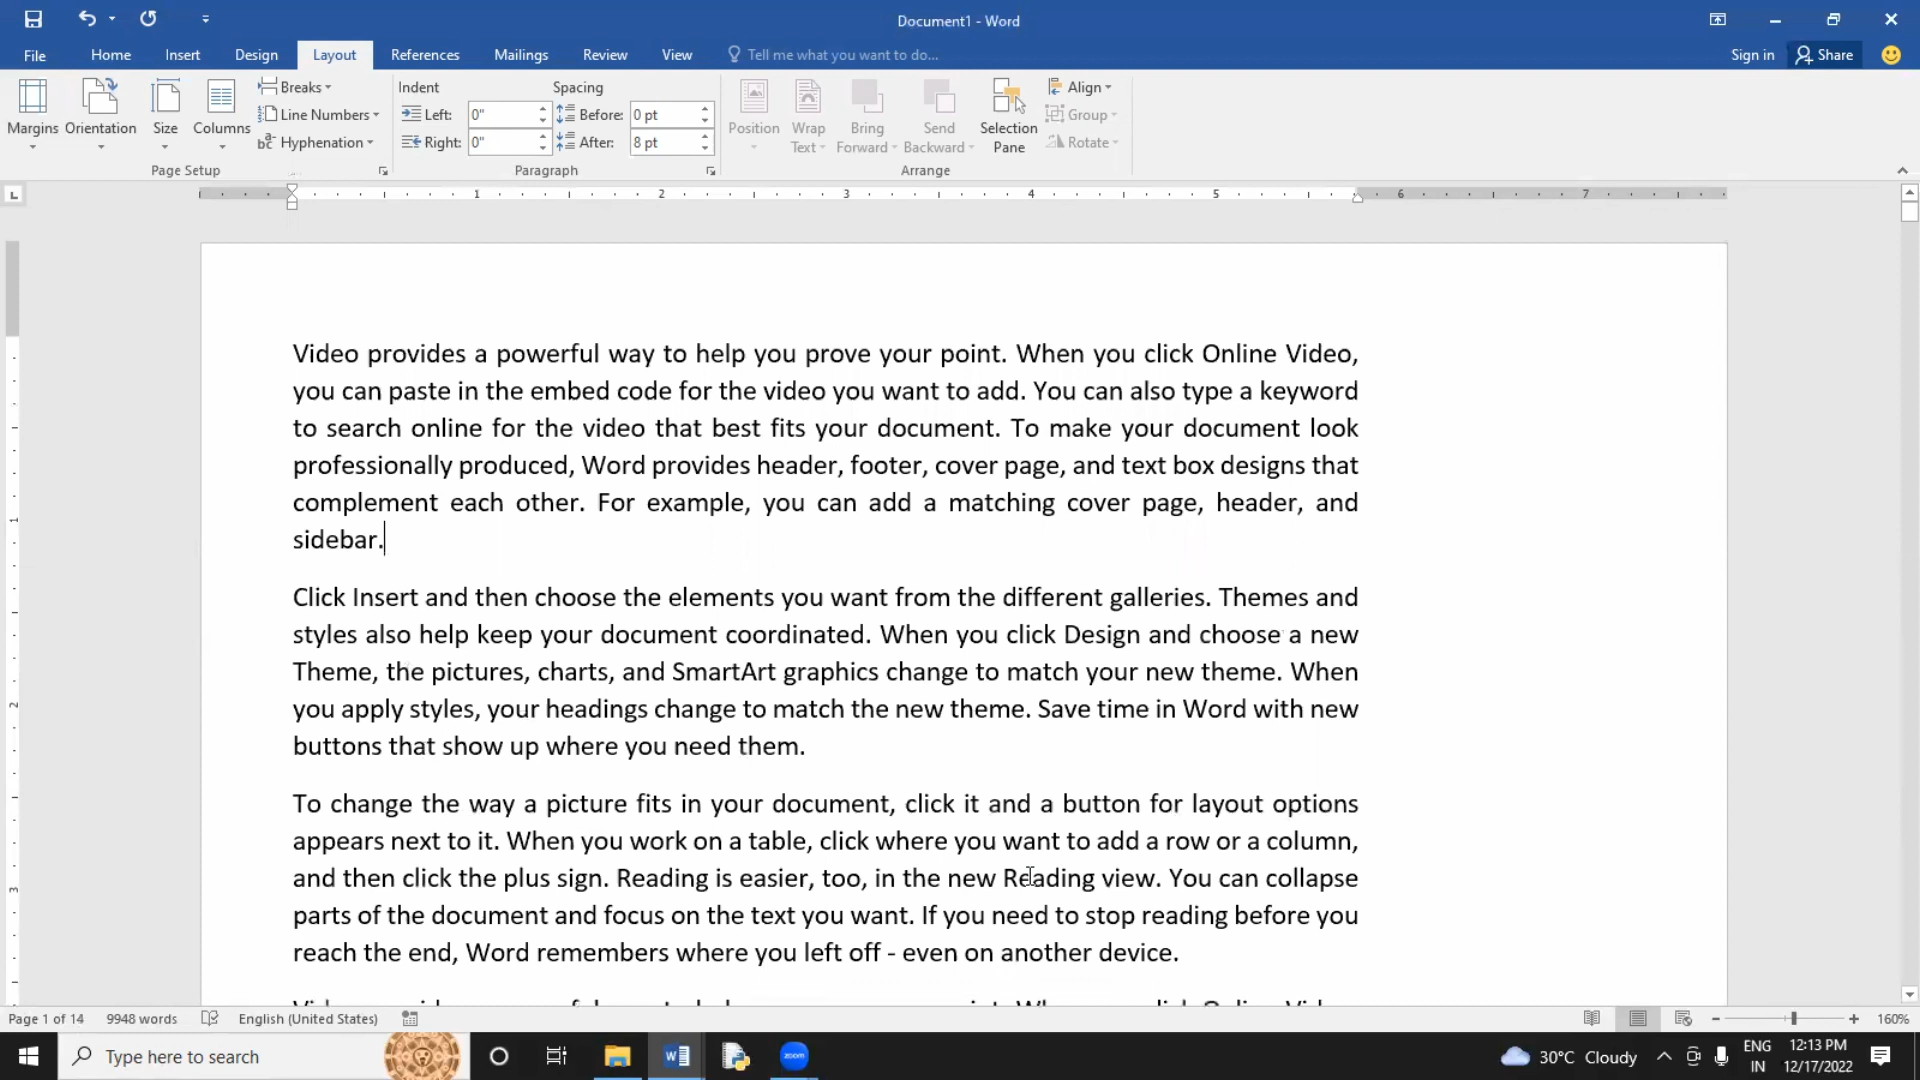 Document1 - Word
File Home Insert Design Layout References Mailings Review View Tell me what you want to do... Sign in Share
Margins Orientation Size Columns
Breaks
Line Numbers
Hyphenation
Page Setup
Indent
Left: 0"
Right: 0"
Spacing
Before: 0 pt
After: 8 pt
Paragraph
Position
Wrap Text
Bring Forward
Send Backward
Selection Pane
Align
Group
Rotate
Arrange
1 2 3 4 5 6 7
Video provides a powerful way to help you prove your point. When you click Online Video,
you can paste in the embed code for the video you want to add. You can also type a keyword
to search online for the video that best fits your document. To make your document look
professionally produced, Word provides header, footer, cover page, and text box designs that
complement each other. For example, you can add a matching cover page, header, and
sidebar.
Click Insert and then choose the elements you want from the different galleries. Themes and
styles also help keep your document coordinated. When you click Design and choose a new
Theme, the pictures, charts, and SmartArt graphics change to match your new theme. When
you apply styles, your headings change to match the new theme. Save time in Word with new
buttons that show up where you need them.
To change the way a picture fits in your document, click it and a button for layout options
appears next to it. When you work on a table, click where you want to add a row or a column,
and then click the plus sign. Reading is easier, too, in the new Reading view. You can collapse
parts of the document and focus on the text you want. If you need to stop reading before you
reach the end, Word remembers where you left off - even on another device.
1
2
3
Page 1 of 14 9948 words English (United States) 160%
Type here to search
zoom
30°C Cloudy
ENG
IN
12:13 PM
12/17/2022